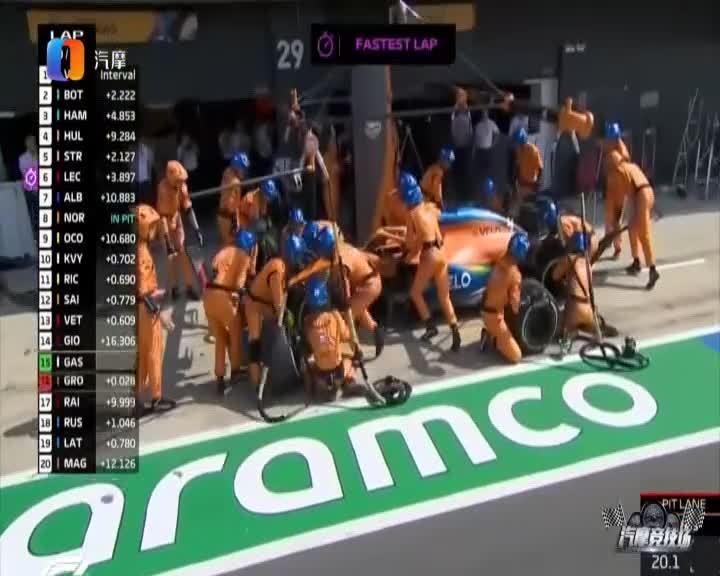 LAP
汽摩
29
FASTEST LAP
1 Interval
2 BOT +2.222
3 HAM +4.853
4 HUL +9.284
5 STR +2.127
6 LEC +3.897
7 ALB +10.883
8 NOR IN PIT
9 OCO +10.680
10 KVY +0.702
11 RIC +0.690
12 SAI +0.779
13 VET +0.609
14 GIO +16.306
15 GAS
GRO +0.028
17 RAI +9.999
18 RUS +1.046
19 LAT +0.780
20 MAG +12.126
VELO
aramco
PIT LANE
汽摩竞技场
20.1